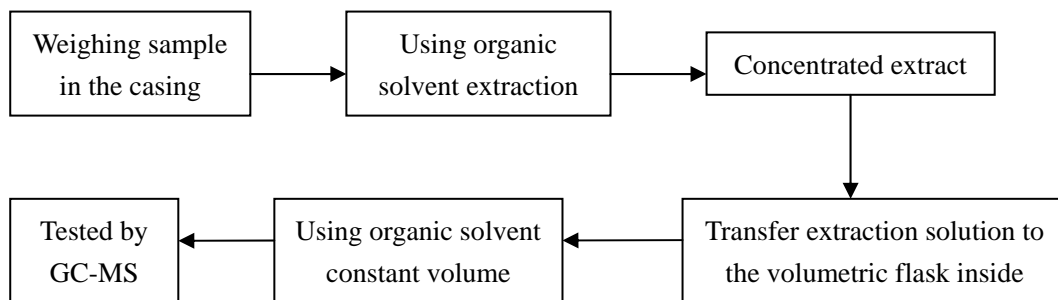 Weighing sample
in the casing
Using organic
solvent extraction
Concentrated extract
Transfer extraction solution to
the volumetric flask inside
Using organic solvent
constant volume
Tested by
GC-MS